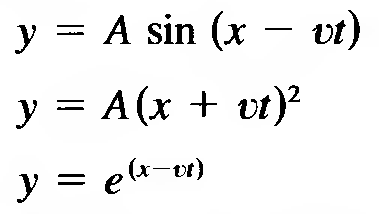 y = A sin (x − vt)
y = A(x + vt)²
y = e^(x−vt)